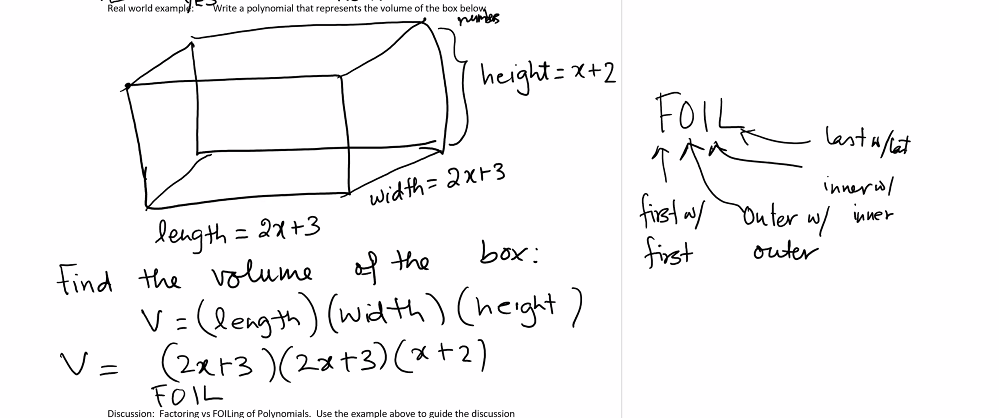 Real world example: yes Write a polynomial that represents the volume of the box below
height = x+2
width = 2x+3
length = 2x+3
Find the volume of the box:
V = (length)(width)(height)
V = (2x+3)(2x+3)(x+2)
FOIL
Discussion: Factoring vs FOILing of Polynomials. Use the example above to guide the discussion
FOIL
last w/
inner w/
inner
first w/
first
Outer w/
outer